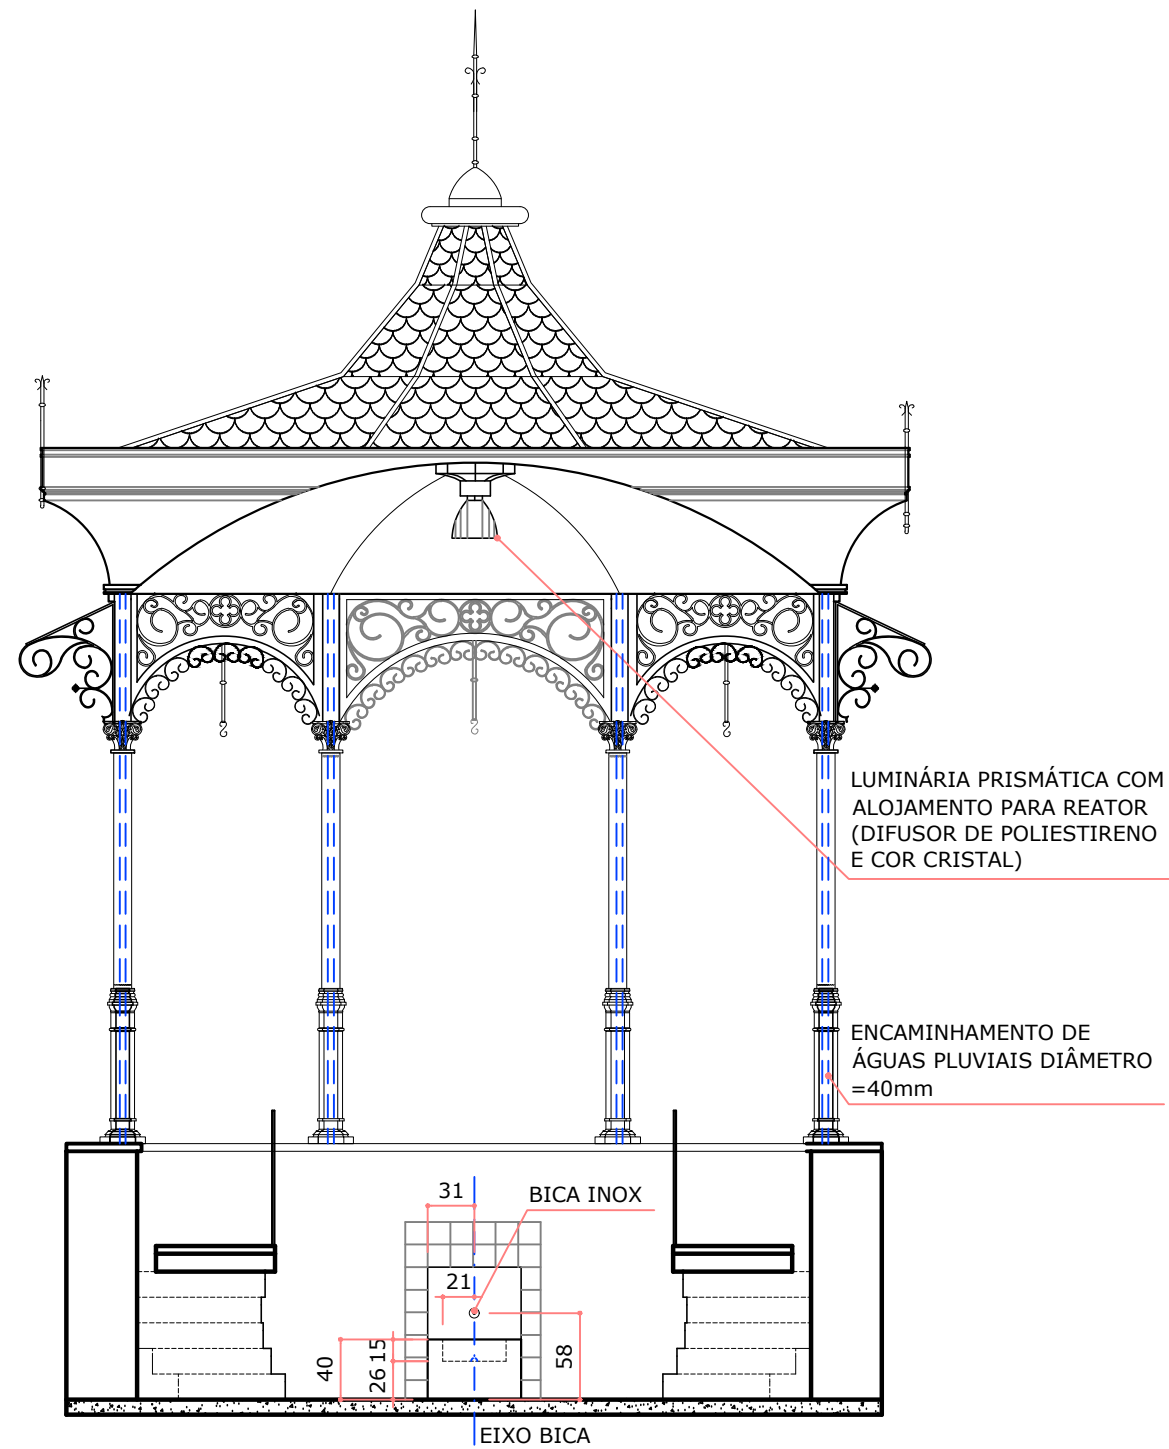 LUMINÁRIA PRISMÁTICA COM
ALOJAMENTO PARA REATOR
(DIFUSOR DE POLIESTIRENO
E COR CRISTAL)
ENCAMINHAMENTO DE
ÁGUAS PLUVIAIS DIÂMETRO
=40mm
31
BICA INOX
21
40
26
15
58
EIXO BICA